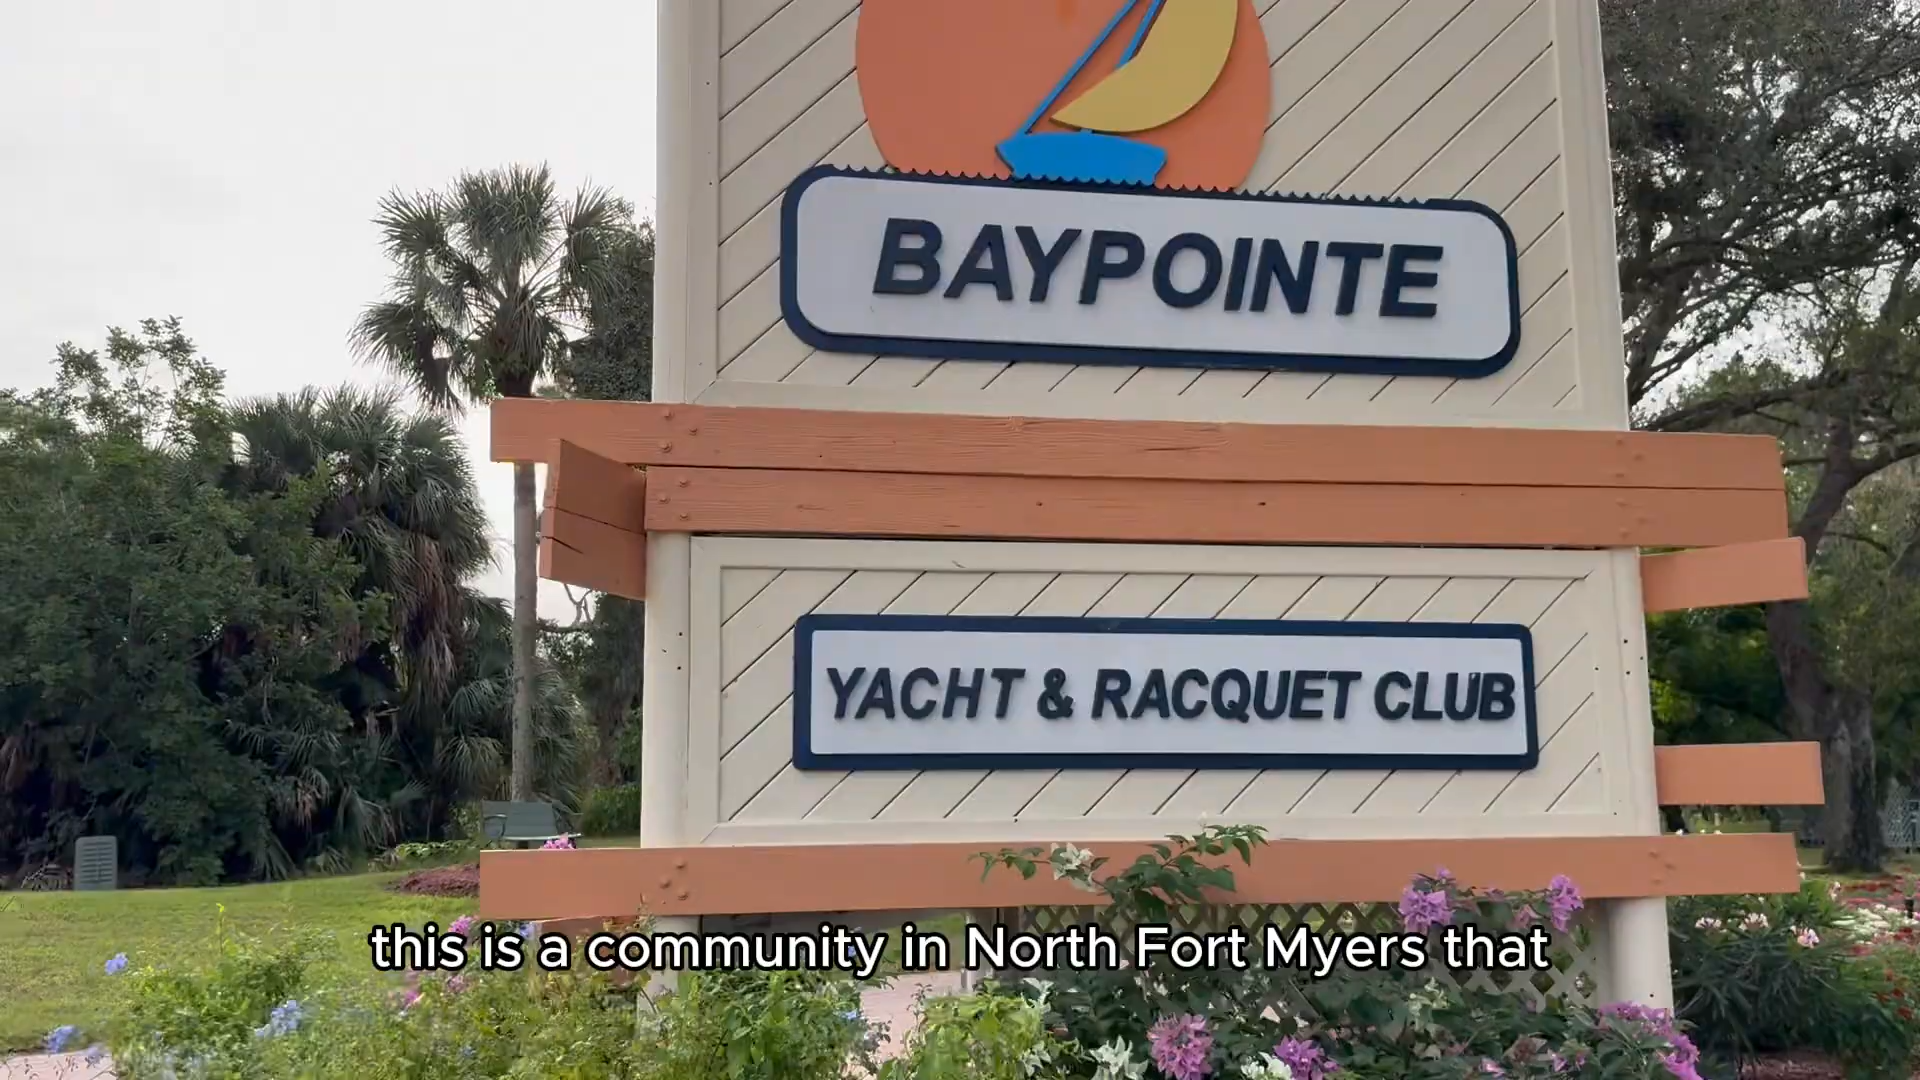 BAYPOINTE
YACHT & RACQUET CLUB
this is a community in North Fort Myers that